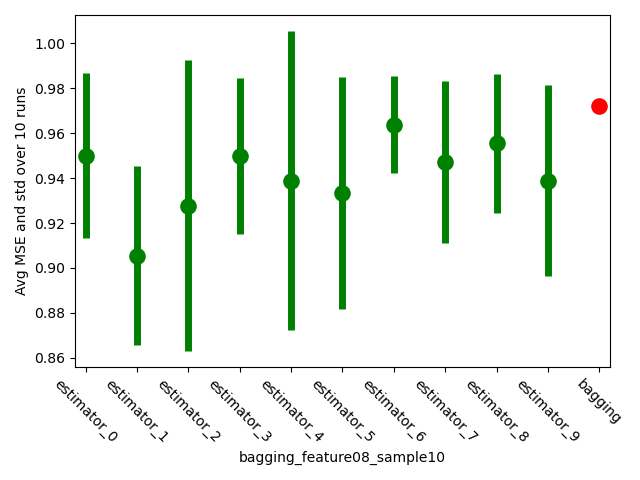 Avg MSE and std over 10 runs
1.00
0.98
0.96
0.94
0.92
0.90
0.88
0.86
estimator_0
estimator_1
estimator_2
estimator_3
estimator_4
estimator_5
estimator_6
estimator_7
estimator_8
estimator_9
bagging
bagging_feature08_sample10